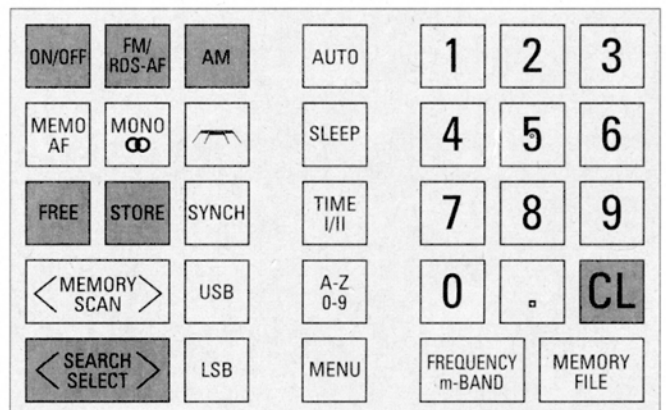 ON/OFF
FM/
RDS-AF
AM
AUTO
1
2
3
MEMO
AF
MONO
SLEEP
4
5
6
FREE
STORE
SYNCH
TIME
I/II
7
8
9
MEMORY
SCAN
USB
A-Z
0-9
0
.
CL
SEARCH
SELECT
LSB
MENU
FREQUENCY
m-BAND
MEMORY
FILE